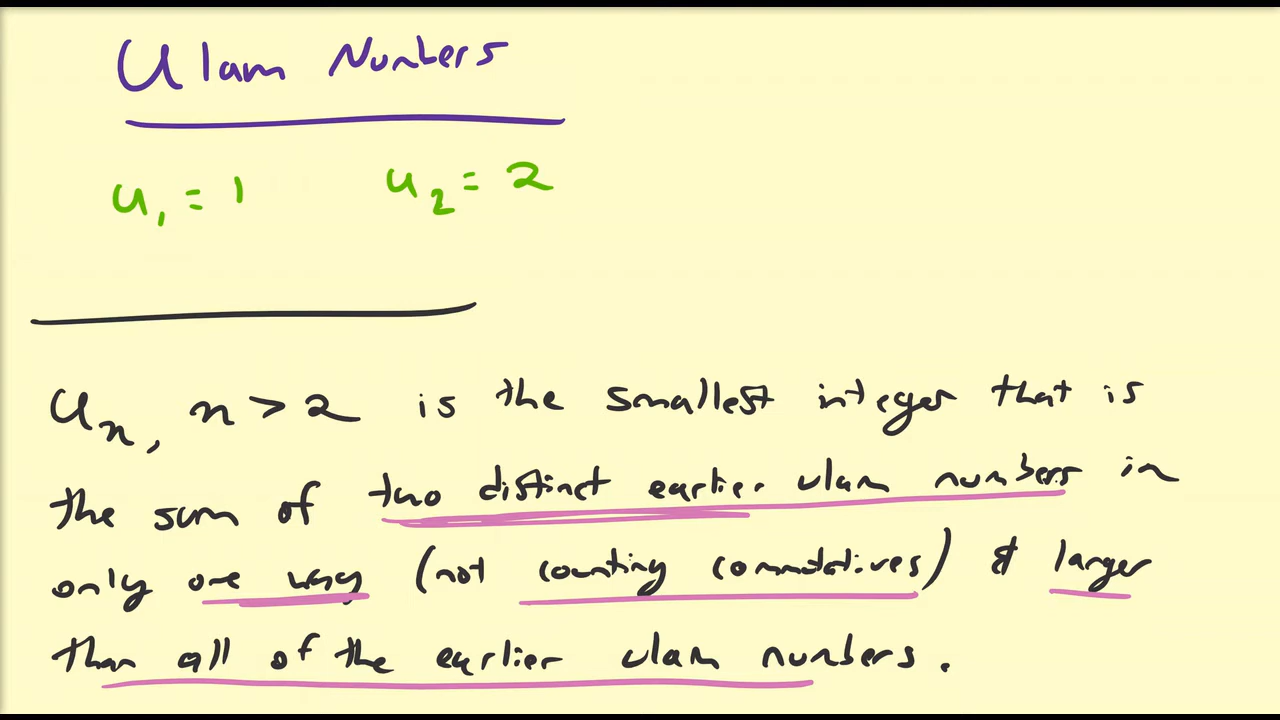 Ulam Numbers
u₁ = 1 u₂ = 2
uₙ, n > 2 is the smallest integer that is
the sum of two distinct earlier ulam numbers in
only one way (not counting commutatives) & larger
than all of the earlier ulam numbers.